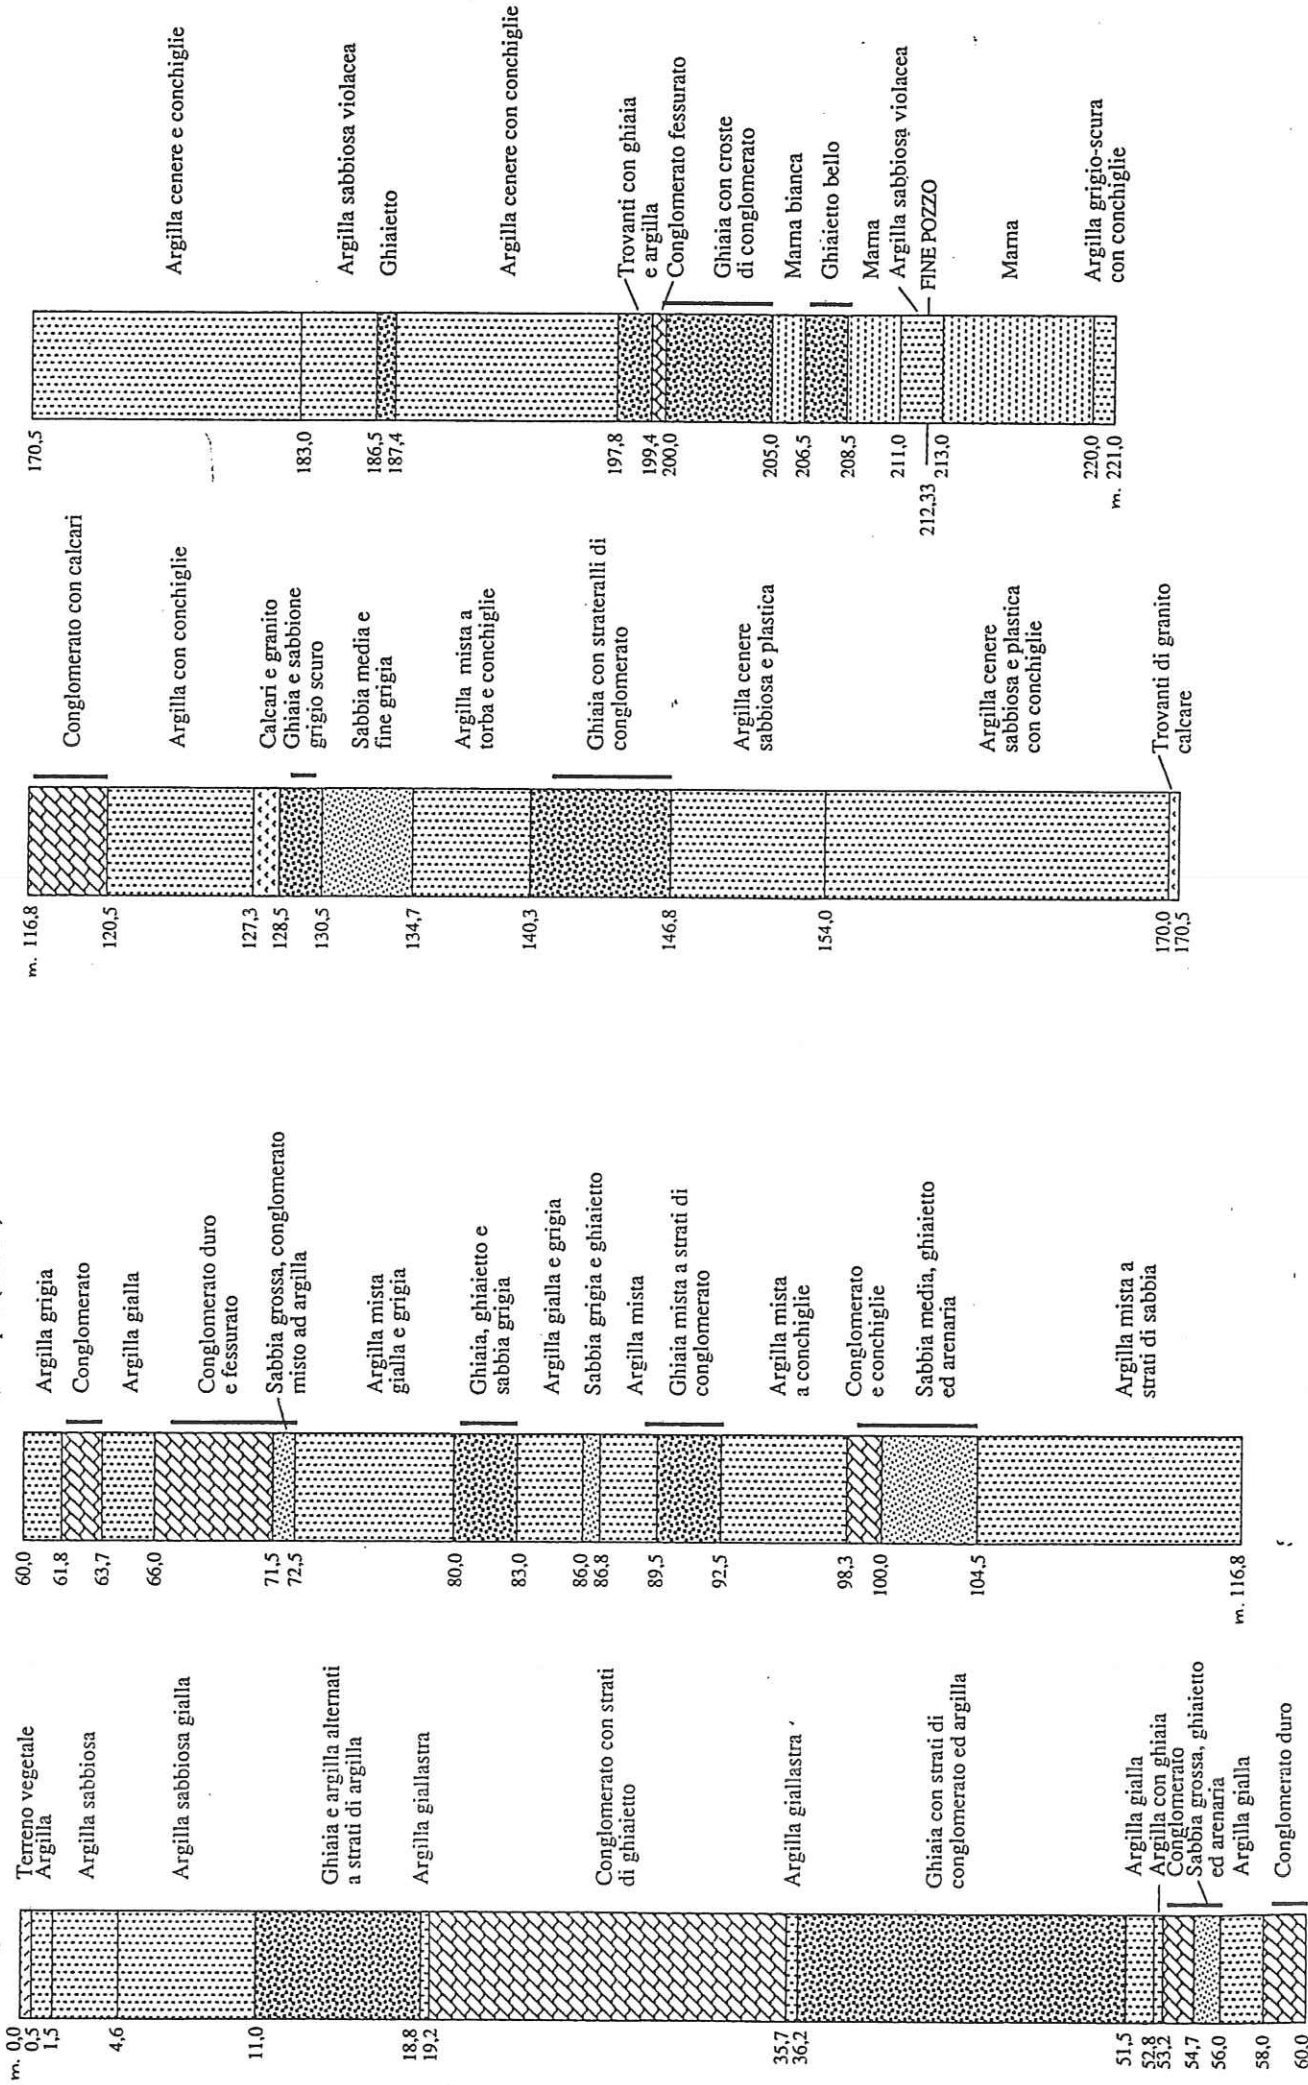 m. 0,0
0,5
1,5
4,6
11,0
18,8
19,2
35,7
36,2
51,5
52,8
53,2
54,7
56,0
58,0
60,0
Terreno vegetale
Argilla
Argilla sabbiosa
Argilla sabbiosa gialla
Ghiaia e argilla alternati
a strati di argilla
Argilla giallastra
Conglomerato con strati
di ghiaietto
Argilla giallastra
Ghiaia con strati di
conglomerato ed argilla
Argilla gialla
Argilla con ghiaia
Conglomerato
Sabbia grossa, ghiaietto
ed arenaria
Argilla gialla
Conglomerato duro
60,0
61,8
63,7
66,0
71,5
72,5
80,0
83,0
86,0
86,8
89,5
92,5
98,3
100,0
104,5
m. 116,8
Argilla grigia
Conglomerato
Argilla gialla
Conglomerato duro
e fessurato
Sabbia grossa, conglomerato
misto ad argilla
Argilla mista
gialla e grigia
Ghiaia, ghiaietto e
sabbia grigia
Argilla gialla e grigia
Sabbia grigia e ghiaietto
Argilla mista
Ghiaia mista a strati di
conglomerato
Argilla mista
a conchiglie
Conglomerato
e conchiglie
Sabbia media, ghiaietto
ed arenaria
Argilla mista a
strati di sabbia
m. 116,8
120,5
127,3
128,5
130,5
134,7
140,3
146.8
154,0
170,0
170,5
Conglomerato con calcari
Argilla con conchiglie
Calcari e granito
Ghiaia e sabbione
grigio scuro
Sabbia media e
fine grigia
Argilla mista a
torba e conchiglie
Ghiaia con strateralli di
conglomerato
Argilla cenere
sabbiosa e plastica
Argilla cenere
sabbiosa e plastica
con conchiglie
Trovanti di granito
calcare
170,5
183,0
186,5
187,4
197,8
199,4
200,0
205,0
206,5
208,5
211,0
212,33
213,0
220,0
m. 221,0
Argilla cenere e conchiglie
Argilla sabbiosa violacea
Ghiaietto
Argilla cenere con conchiglie
Trovanti con ghiaia
e argilla
Conglomerato fessurato
Ghiaia con croste
di conglomerato
Marna bianca
Ghiaietto bello
Marna
Argilla sabbiosa violacea
FINE POZZO
Marna
Argilla grigio-scura
con conchiglie